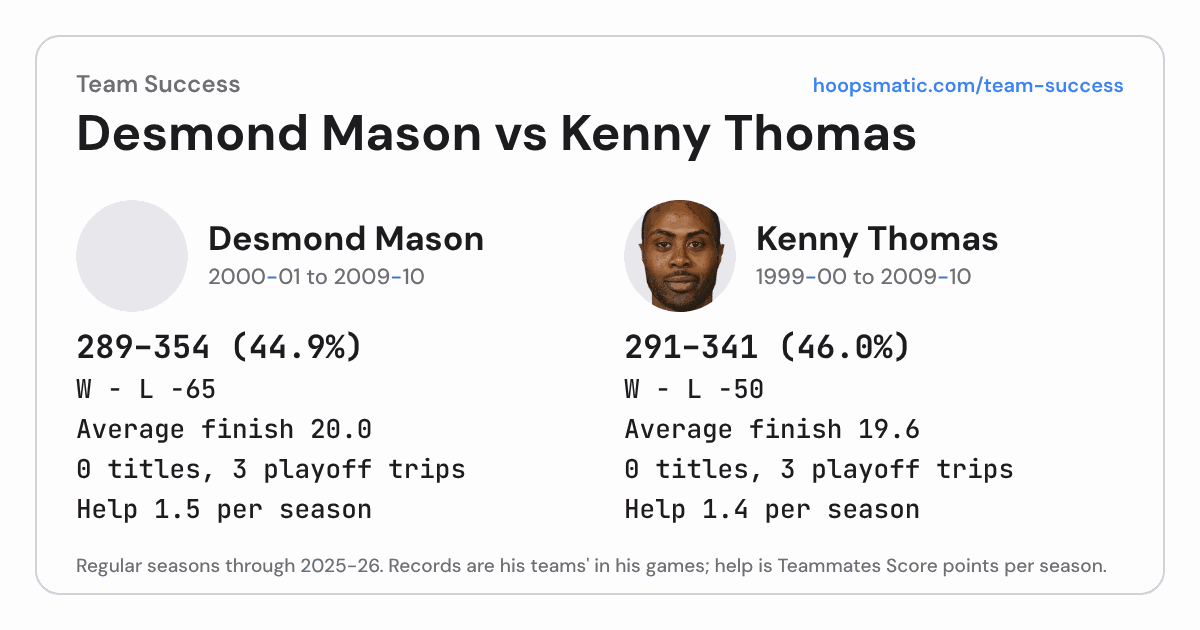 Team Success
hoopsmatic.com/team-success
Desmond Mason vs Kenny Thomas
Desmond Mason
2000–01 to 2009–10
289–354 (44.9%)
W - L -65
Average finish 20.0
0 titles, 3 playoff trips
Help 1.5 per season
Kenny Thomas
1999–00 to 2009–10
291–341 (46.0%)
W - L -50
Average finish 19.6
0 titles, 3 playoff trips
Help 1.4 per season
Regular seasons through 2025-26. Records are his teams' in his games; help is Teammates Score points per season.